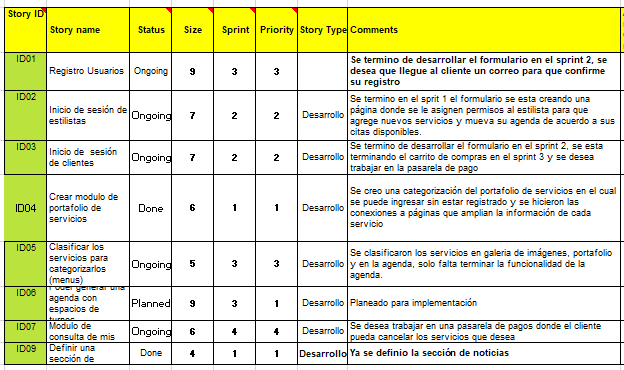 Story ID
Story name Status Size Sprint Priority Story Type Comments
ID01
Registro Usuarios Ongoing 9 3 3
Se termino de desarrollar el formulario en el sprint 2, se
desea que llegue al cliente un correo para que confirme
su registro
ID02
Inicio de sesión de
estilistas
Ongoing 7 2 2 Desarrollo
Se termino en el sprit 1 el formulario se esta creando una
página donde se le asignen permisos al estilista para que
agrege nuevos servicios y mueva su agenda de acuerdo a sus
citas disponibles.
ID03
Inicio de sesión
de clientes
Ongoing 7 2 2 Desarrollo
Se termino de desarrollar el formulario en el sprint 2, se esta
terminando el carrito de compras en el sprint 3 y se desea
trabajar en la pasarela de pago
ID04
Crear modulo de
portafolio de
servicios
Done 6 1 1 Desarrollo
Se creo una categorización del portafolio de servicios en el cual
se puede ingresar sin estar registrado y se hicieron las
conexiones a páginas que amplian la información de cada
servicio
ID05
Clasificar los
servicios para
categorizarlos
(menus)
Ongoing 5 3 3 Desarrollo
Se clasificaron los servicios en galeria de imágenes, portafolio
y en la agenda, solo falta terminar la funcionalidad de la
agenda.
ID06
Poder generar una
agenda con
espacios de
turnos
Planned 9 3 1 Desarrollo Planeado para implementación
ID07
Modulo de
consulta de mis
Ongoing 6 4 4 Desarrollo
Se desea trabajar en una pasarela de pagos donde el cliente
pueda cancelar los servicios que desea
ID09
Definir una
sección de
Done 4 1 1 Desarrollo Ya se definio la sección de noticias